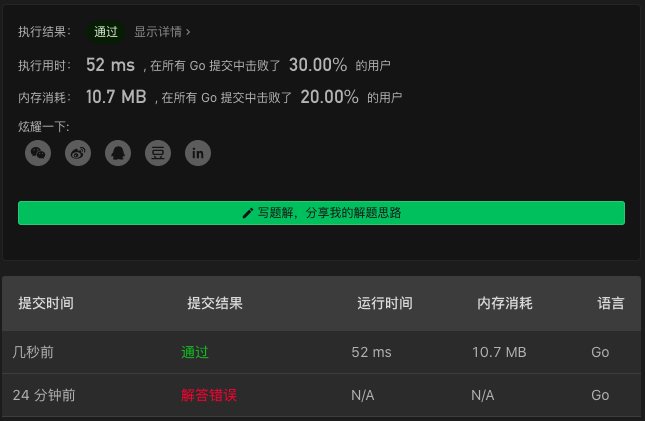 执行结果： 通过 显示详情 >
执行用时： 52 ms , 在所有 Go 提交中击败了 30.00% 的用户
内存消耗： 10.7 MB , 在所有 Go 提交中击败了 20.00% 的用户
炫耀一下:
豆 in
写题解，分享我的解题思路
提交时间 提交结果 运行时间 内存消耗 语言
几秒前 通过 52 ms 10.7 MB Go
24 分钟前 解答错误 N/A N/A Go